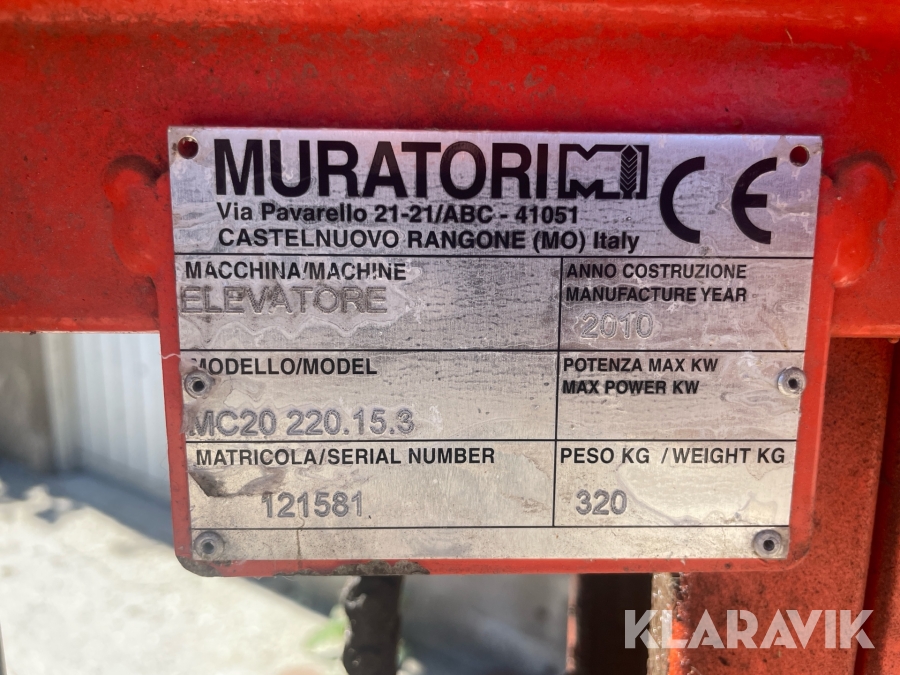 MURATORI M
Via Pavarello 21-21/ABC - 41051
CASTELNUOVO RANGONE (MO) Italy
CE
MACCHINA/MACHINE
ELEVATORE
ANNO COSTRUZIONE
MANUFACTURE YEAR
2010
MODELLO/MODEL
MC20 220.15.3
POTENZA MAX KW
MAX POWER KW
MATRICOLA/SERIAL NUMBER
121581
PESO KG / WEIGHT KG
320
KLARAVIK